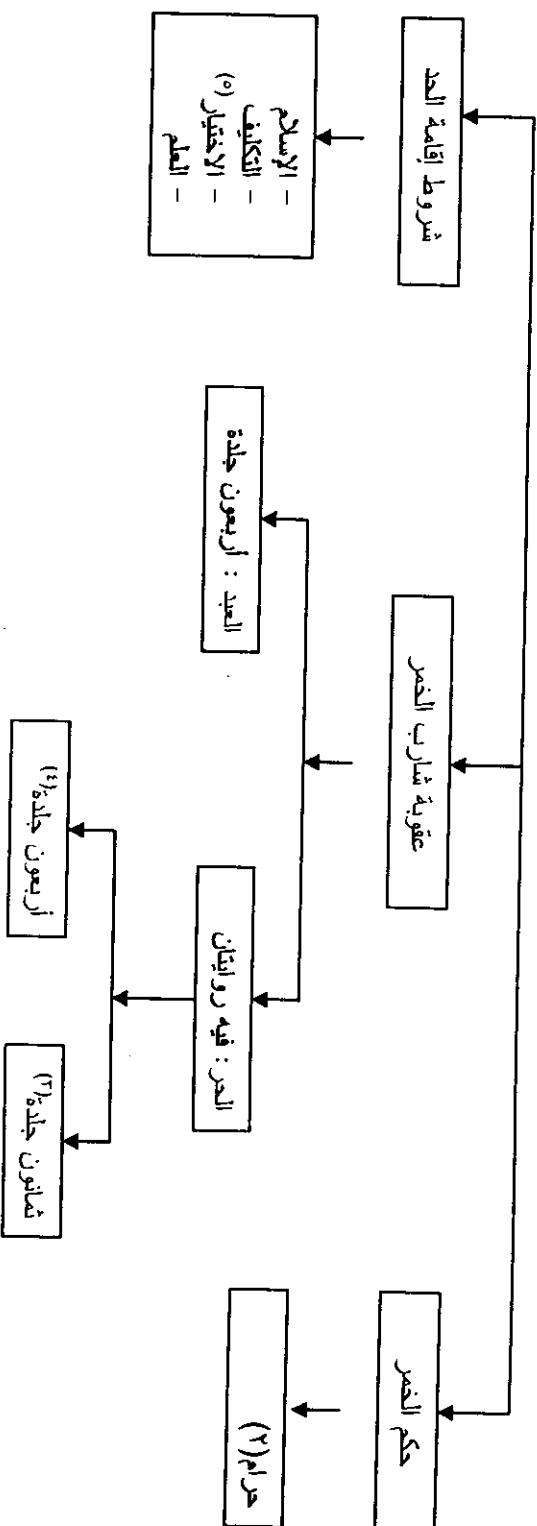 حكم الخمر
حرام (٢)
عقوبة شارب الخمر
الحر : فيه روايتان
ثمانون جلدة (٣)
أربعون جلدة (٤)
العبد : أربعون جلدة
شروط إقامة الحد
- الإسلام
- التكليف
- الاختيار (٥)
- العلم